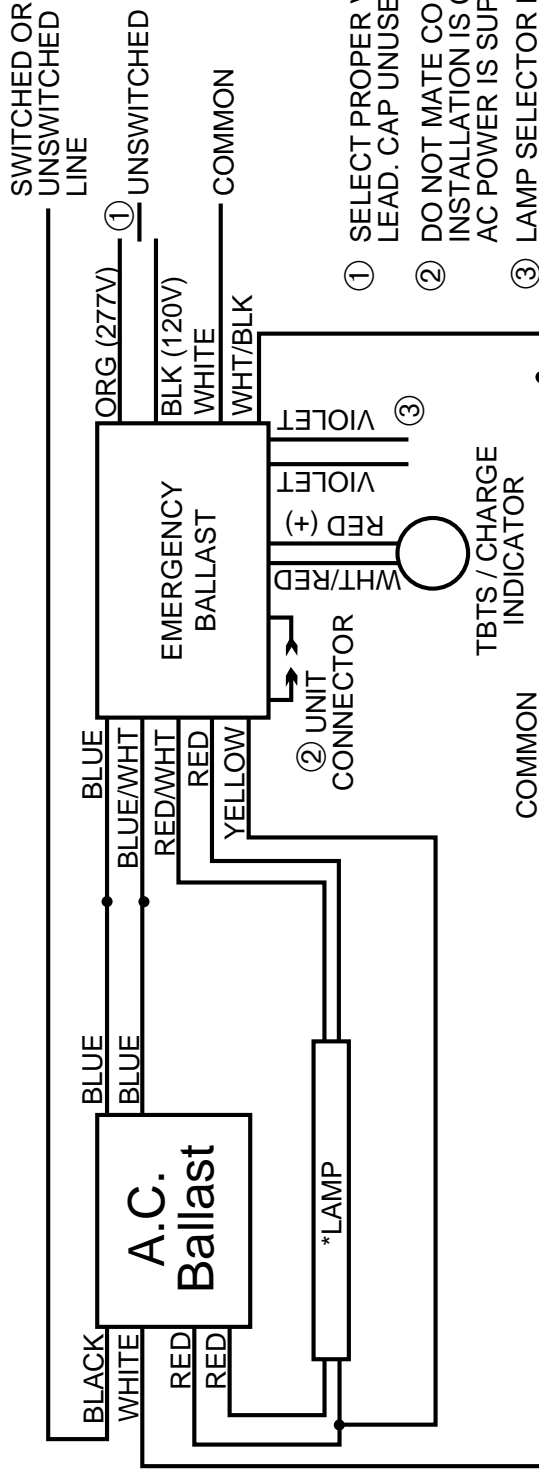 SWITCHED OR
UNSWITCHED
LINE
① UNSWITCHED
COMMON
ORG (277V)
BLK (120V)
WHITE
WHT/BLK
EMERGENCY
BALLAST
BLUE
BLUE/WHT
RED/WHT
RED
YELLOW
VIOLET
VIOLET
③
RED (+)
WHT/RED
② UNIT
CONNECTOR
TBTS / CHARGE
INDICATOR
BLUE
BLUE
A.C.
Ballast
BLACK
WHITE
RED
RED
*LAMP
COMMON
① SELECT PROPER
LEAD. CAP UNUSE
② DO NOT MATE CO
INSTALLATION IS
AC POWER IS SUP
③ LAMP SELECTOR